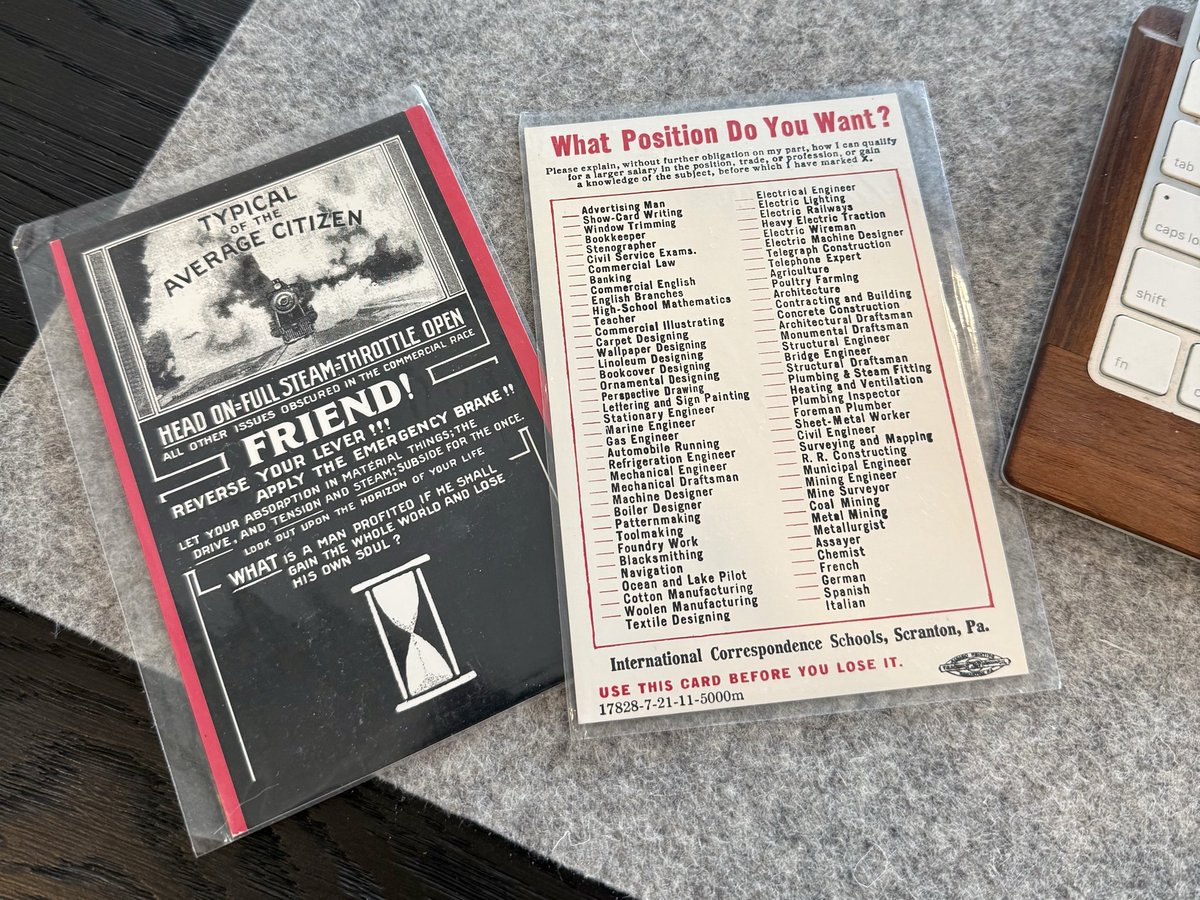 TYPICAL
OF THE
AVERAGE CITIZEN
HEAD ON=FULL STEAM=THROTTLE OPEN
ALL OTHER ISSUES OBSCURED IN THE COMMERCIAL RACE
FRIEND!
REVERSE YOUR LEVER!!!
APPLY THE EMERGENCY BRAKE!!
LET YOUR ABSORPTION IN MATERIAL THINGS; THE
DRIVE, AND TENSION AND STEAM; SUBSIDE FOR THE ONCE.
LOOK OUT UPON THE HORIZON OF YOUR LIFE
WHAT IS A MAN PROFITED IF HE SHALL
GAIN THE WHOLE WORLD AND LOSE
HIS OWN SOUL?
What Position Do You Want?
Please explain, without further obligation on my part, how I can qualify
for a larger salary in the position, trade, or profession, or gain
a knowledge of the subject, before which I have marked X.
Advertising Man
Show-Card Writing
Window Trimming
Bookkeeper
Stenographer
Civil Service Exams.
Commercial Law
Banking
Commercial English
English Branches
High-School Mathematics
Teacher
Commercial Illustrating
Carpet Designing
Wallpaper Designing
Linoleum Designing
Bookcover Designing
Ornamental Designing
Perspective Drawing
Lettering and Sign Painting
Stationary Engineer
Marine Engineer
Gas Engineer
Automobile Running
Refrigeration Engineer
Mechanical Engineer
Mechanical Draftsman
Machine Designer
Boiler Designer
Patternmaking
Toolmaking
Foundry Work
Blacksmithing
Navigation
Ocean and Lake Pilot
Cotton Manufacturing
Woolen Manufacturing
Textile Designing
Electrical Engineer
Electric Lighting
Electric Railways
Heavy Electric Traction
Electric Wireman
Electric Machine Designer
Telegraph Construction
Telephone Expert
Agriculture
Poultry Farming
Architecture
Contracting and Building
Concrete Construction
Architectural Draftsman
Monumental Draftsman
Structural Engineer
Bridge Engineer
Structural Draftsman
Plumbing & Steam Fitting
Heating and Ventilation
Plumbing Inspector
Foreman Plumber
Sheet-Metal Worker
Civil Engineer
Surveying and Mapping
R. R. Constructing
Municipal Engineer
Mining Engineer
Mine Surveyor
Coal Mining
Metal Mining
Metallurgist
Assayer
Chemist
French
German
Spanish
Italian
International Correspondence Schools, Scranton, Pa.
USE THIS CARD BEFORE YOU LOSE IT.
17828-7-21-11-5000m
tab
caps lo
shift
fn